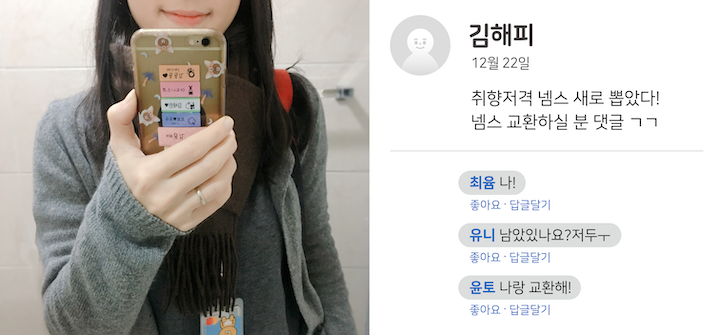 김해피
12월 22일
취향저격 넴스 새로 뽑았다!
넴스 교환하실 분 댓글 ㄱㄱ
최윰 나!
좋아요 · 답글달기
유니 남았있나요?저두ㅜ
좋아요 · 답글달기
윤토 나랑 교환해!
좋아요 · 답글달기